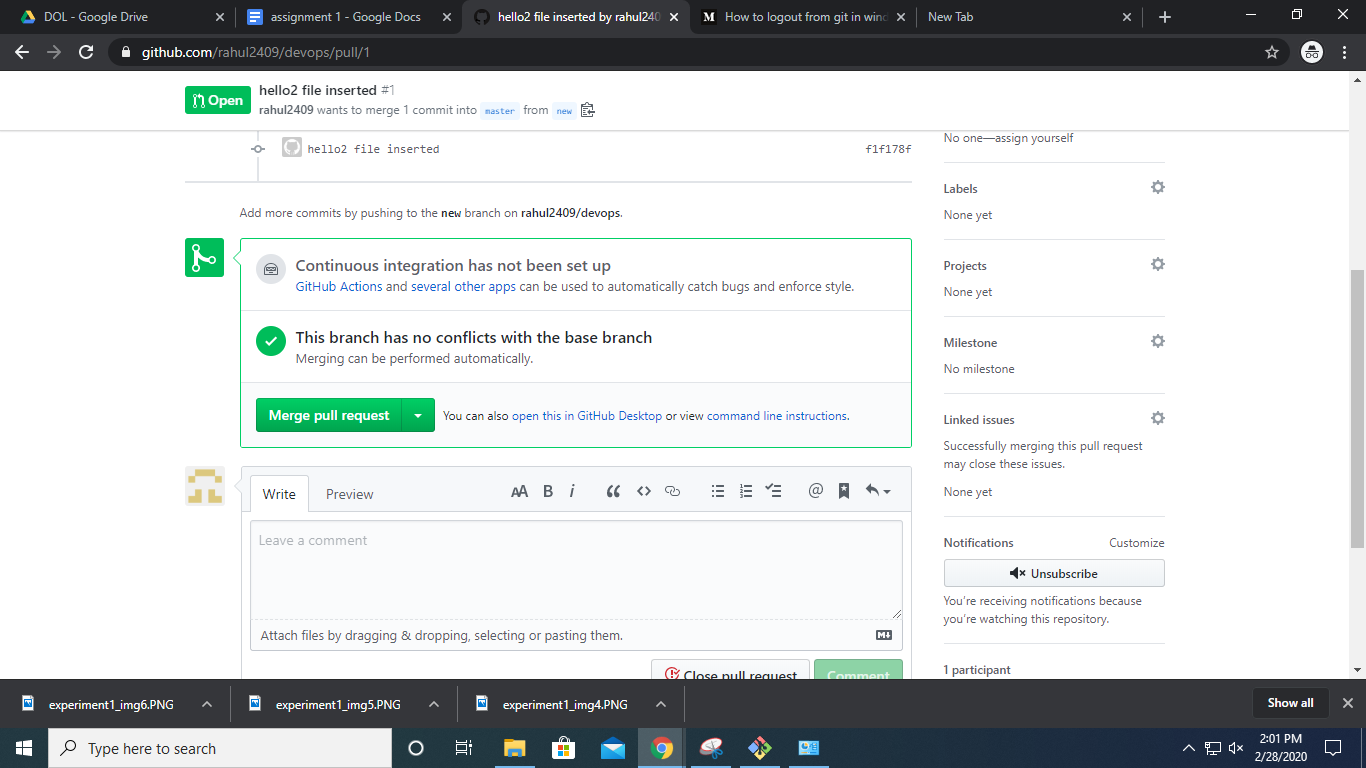 DOL - Google Drive
assignment 1 - Google Docs
hello2 file inserted by rahul240
How to logout from git in wind
New Tab
github.com/rahul2409/devops/pull/1
Open
hello2 file inserted #1
rahul2409 wants to merge 1 commit into master from new
hello2 file inserted
f1f178f
Add more commits by pushing to the new branch on rahul2409/devops.
Continuous integration has not been set up
GitHub Actions and several other apps can be used to automatically catch bugs and enforce style.
This branch has no conflicts with the base branch
Merging can be performed automatically.
Merge pull request
You can also open this in GitHub Desktop or view command line instructions.
Write
Preview
AA B i
@
Leave a comment
Attach files by dragging & dropping, selecting or pasting them.
Close pull request
Comment
No one—assign yourself
Labels
None yet
Projects
None yet
Milestone
No milestone
Linked issues
Successfully merging this pull request
may close these issues.
None yet
Notifications
Customize
Unsubscribe
You're receiving notifications because
you're watching this repository.
1 participant
experiment1_img6.PNG
experiment1_img5.PNG
experiment1_img4.PNG
Show all
Type here to search
2:01 PM
2/28/2020